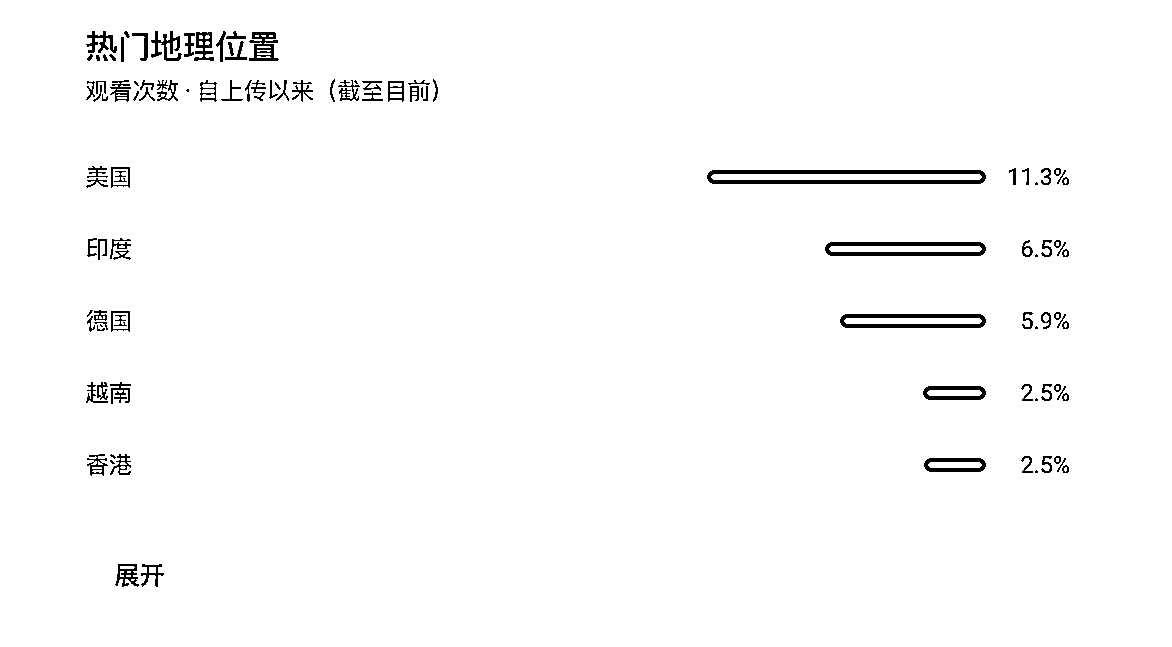 热门地理位置
观看次数 · 自上传以来（截至目前）
美国 11.3%
印度 6.5%
德国 5.9%
越南 2.5%
香港 2.5%
展开